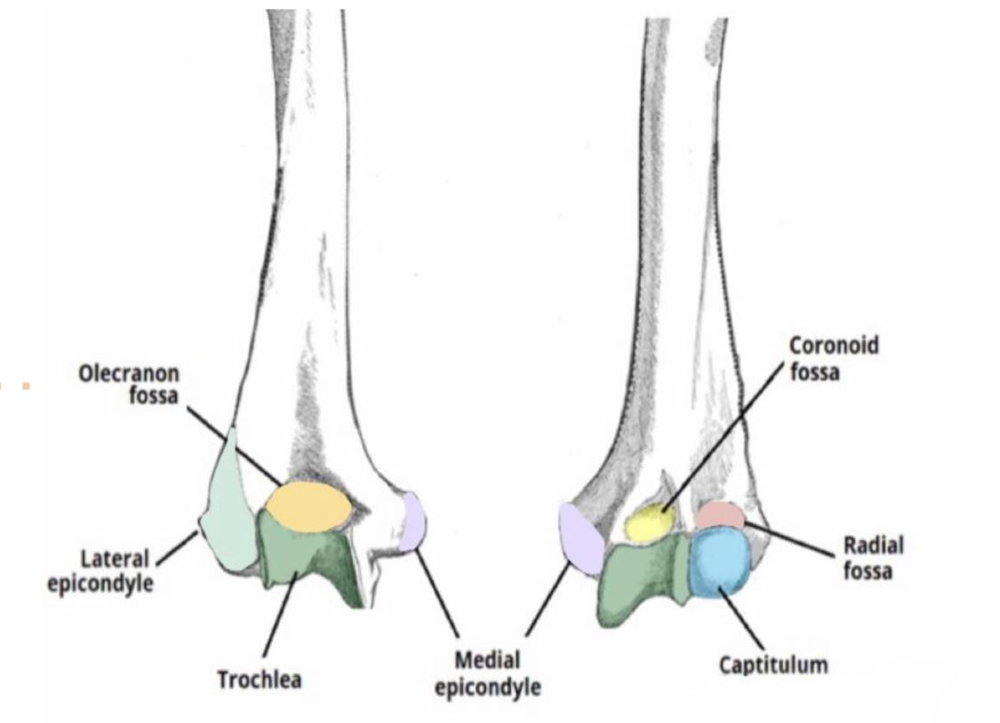 Olecranon
fossa
Lateral
epicondyle
Trochlea
Medial
epicondyle
Coronoid
fossa
Radial
fossa
Captitulum